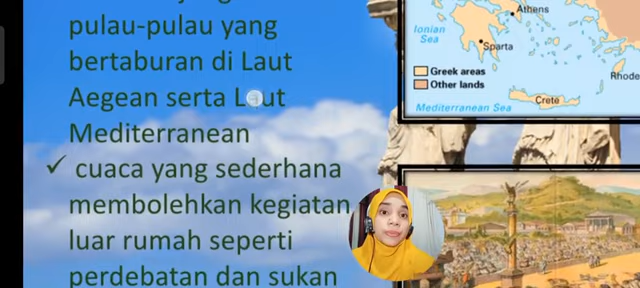 pulau-pulau yang
bertaburan di Laut
Aegean serta Laut
Mediterranean
✓ cuaca yang sederhana
membolehkan kegiatan
luar rumah seperti
perdebatan dan sukan
Athens
Ionian
Sea
Sparta
Greek areas
Other lands
Rhode
Crete
Mediterranean Sea